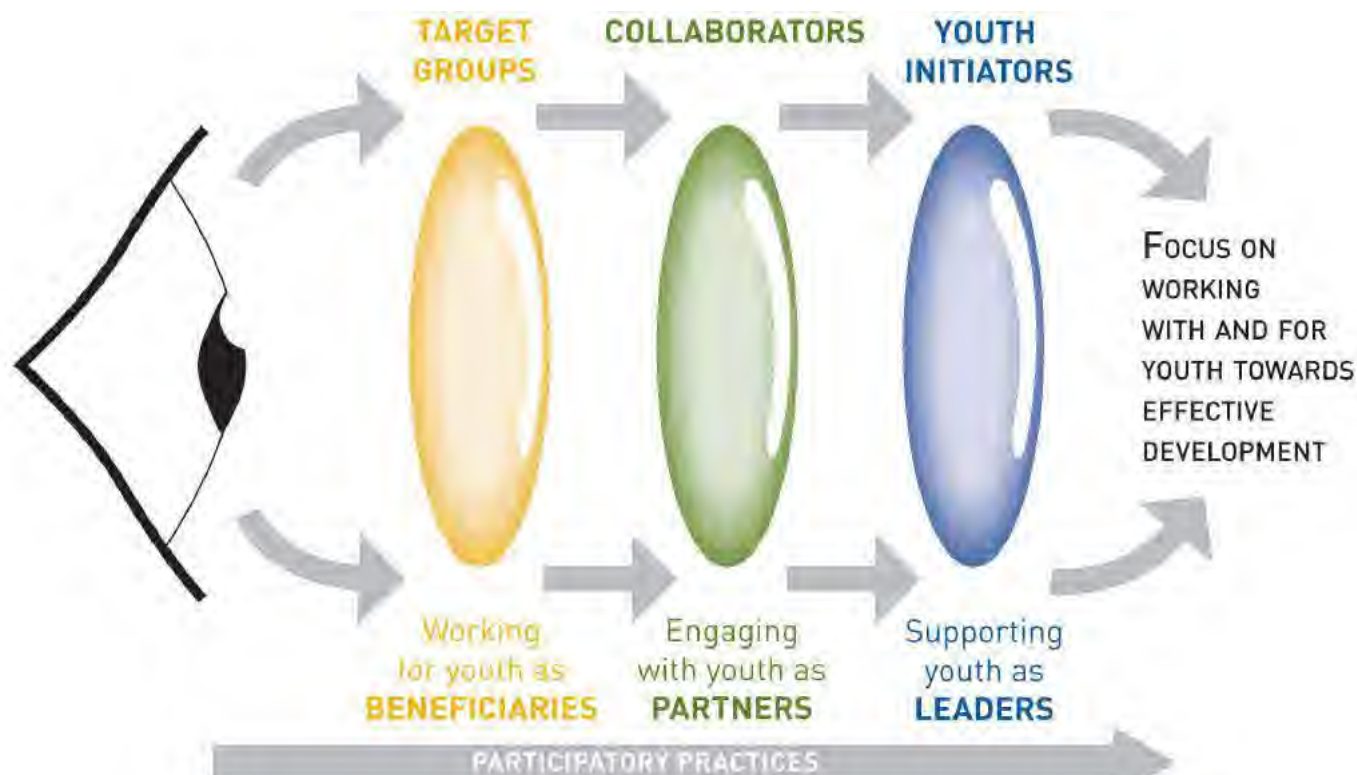 TARGET
GROUPS
COLLABORATORS
YOUTH
INITIATORS
FOCUS ON
WORKING
WITH AND FOR
YOUTH TOWARDS
EFFECTIVE
DEVELOPMENT
Working
for youth as
BENEFICIARIES
Engaging
with youth as
PARTNERS
Supporting
youth as
LEADERS
PARTICIPATORY PRACTICES